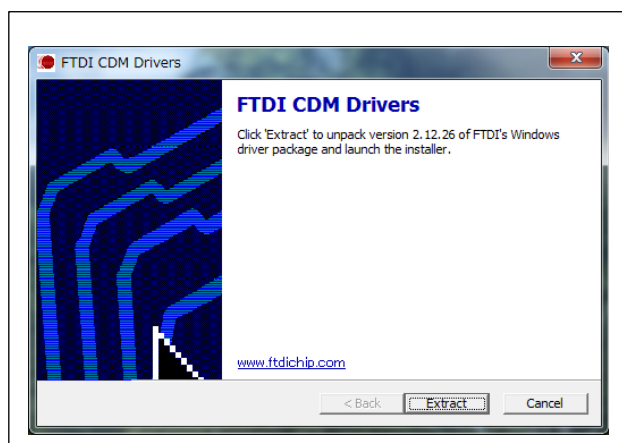 FTDI CDM Drivers
FTDI CDM Drivers
Click 'Extract' to unpack version 2.12.26 of FTDI's Windows
driver package and launch the installer.
www.ftdichip.com
< Back Extract Cancel